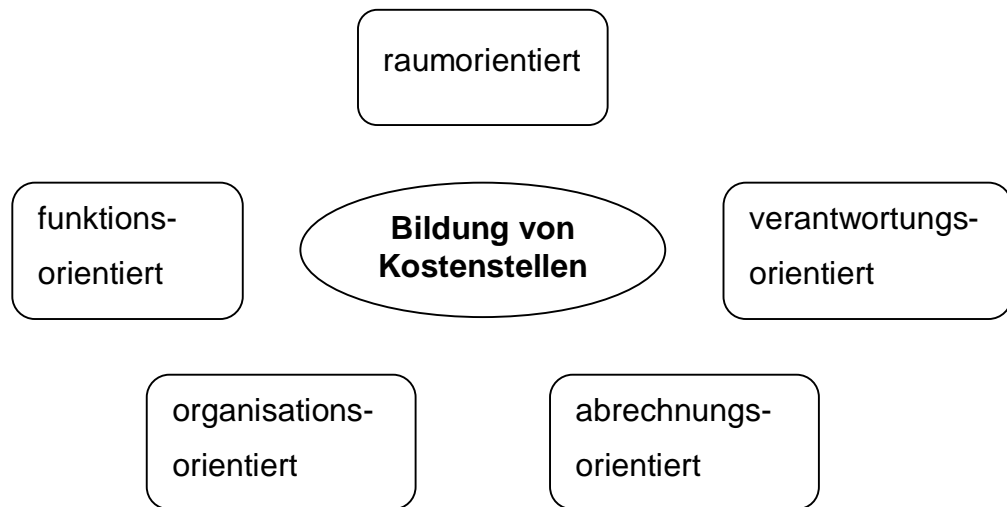 raumorientiert
funktions-
orientiert
Bildung von
Kostenstellen
verantwortungs-
orientiert
organisations-
orientiert
abrechnungs-
orientiert